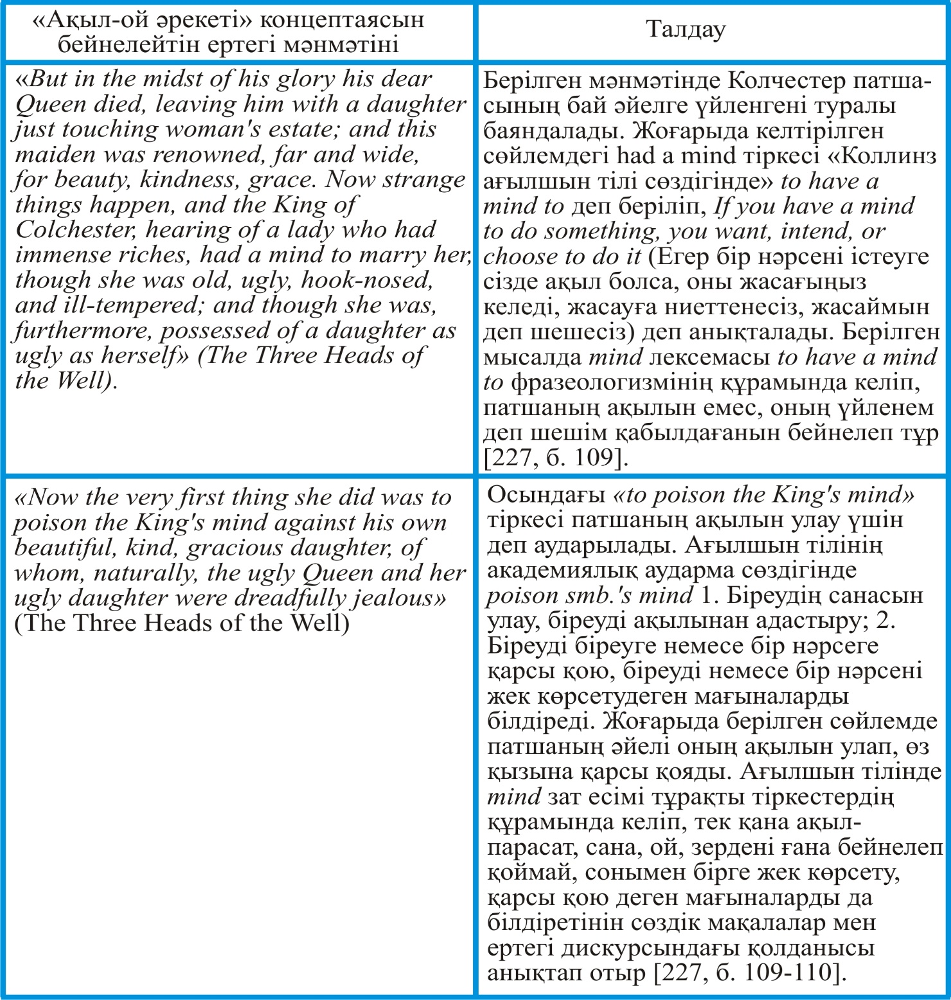 «Ақыл-ой әрекеті» концептаясын
бейнелейтін ертегі мәнмәтіні
Талдау
«But in the midst of his glory his dear
Queen died, leaving him with a daughter
just touching woman's estate; and this
maiden was renowned, far and wide,
for beauty, kindness, grace. Now strange
things happen, and the King of
Colchester, hearing of a lady who had
immense riches, had a mind to marry her,
though she was old, ugly, hook-nosed,
and ill-tempered; and though she was,
furthermore, possessed of a daughter as
ugly as herself» (The Three Heads of
the Well).
Берілген мәнмәтінде Колчестер патша-
сының бай әйелге үйленгені туралы
баяндалады. Жоғарыда келтірілген
сөйлемдегі had a mind тіркесі «Коллинз
ағылшын тілі сөздігінде» to have a
mind to деп беріліп, If you have a mind
to do something, you want, intend, or
choose to do it (Егер бір нәрсені істеуге
сізде ақыл болса, оны жасағыңыз
келеді, жасауға ниеттенесіз, жасаймын
деп шешесіз) деп анықталады. Берілген
мысалда mind лексемасы to have a mind
to фразеологизмінің құрамында келіп,
патшаның ақылын емес, оның үйленем
деп шешім қабылдағанын бейнелеп тұр
[227, б. 109].
«Now the very first thing she did was to
poison the King's mind against his own
beautiful, kind, gracious daughter, of
whom, naturally, the ugly Queen and her
ugly daughter were dreadfully jealous»
(The Three Heads of the Well)
Осындағы «to poison the King's mind»
тіркесі патшаның ақылын улау үшін
деп аударылады. Ағылшын тілінің
академиялық аударма сөздігінде
poison smb.'s mind 1. Біреудің санасын
улау, біреуді ақылынан адастыру; 2.
Біреуді біреуге немесе бір нәрсеге
қарсы қою, біреуді немесе бір нәрсені
жек көрсетудеген мағыналарды
білдіреді. Жоғарыда берілген сөйлемде
патшаның әйелі оның ақылын улап, өз
қызына қарсы қояды. Ағылшын тілінде
mind зат есімі тұрақты тіркестердің
құрамында келіп, тек қана ақыл-
парасат, сана, ой, зердені ғана бейнелеп
қоймай, сонымен бірге жек көрсету,
қарсы қою деген мағыналарды да
білдіретінін сөздік мақалалар мен
ертегі дискурсындағы қолданысы
анықтап отыр [227, б. 109-110].